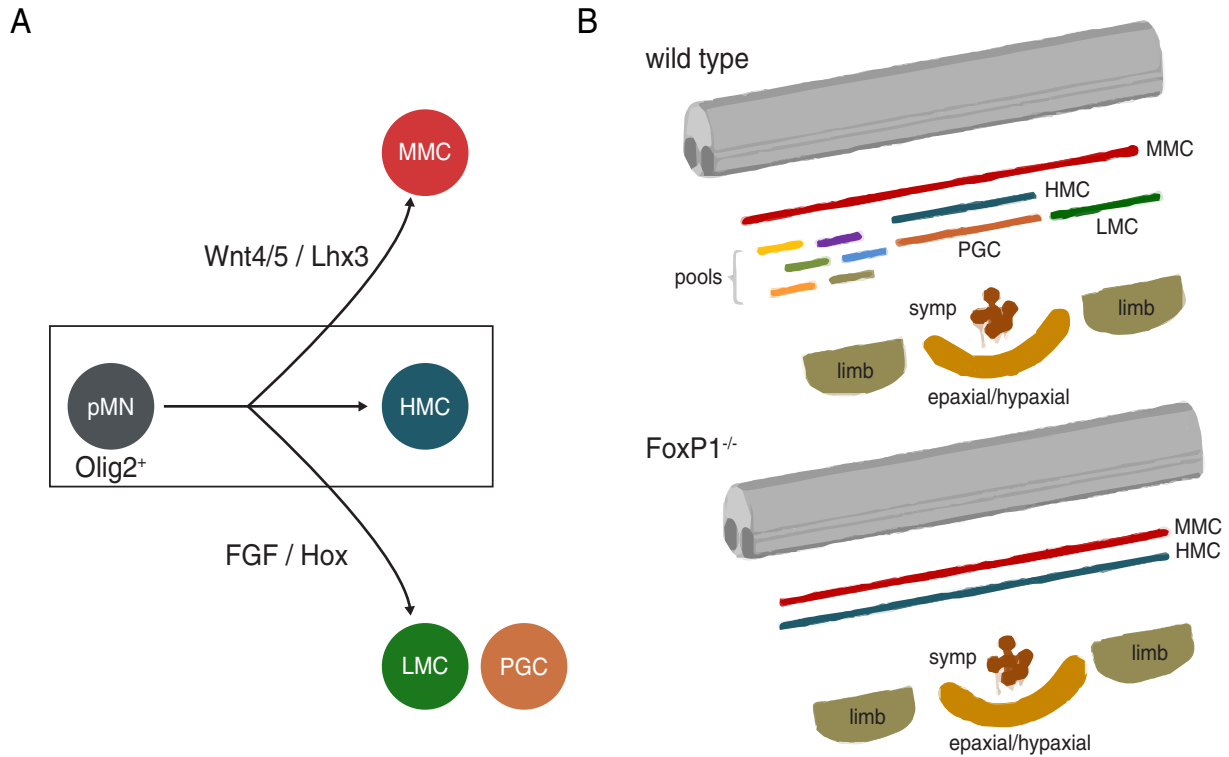 A
MMC
Wnt4/5 / Lhx3
pMN
HMC
Olig2⁺
FGF / Hox
LMC
PGC
B
wild type
MMC
HMC
LMC
PGC
pools
symp
limb
limb
epaxial/hypaxial
FoxP1⁻/⁻
MMC
HMC
symp
limb
limb
epaxial/hypaxial